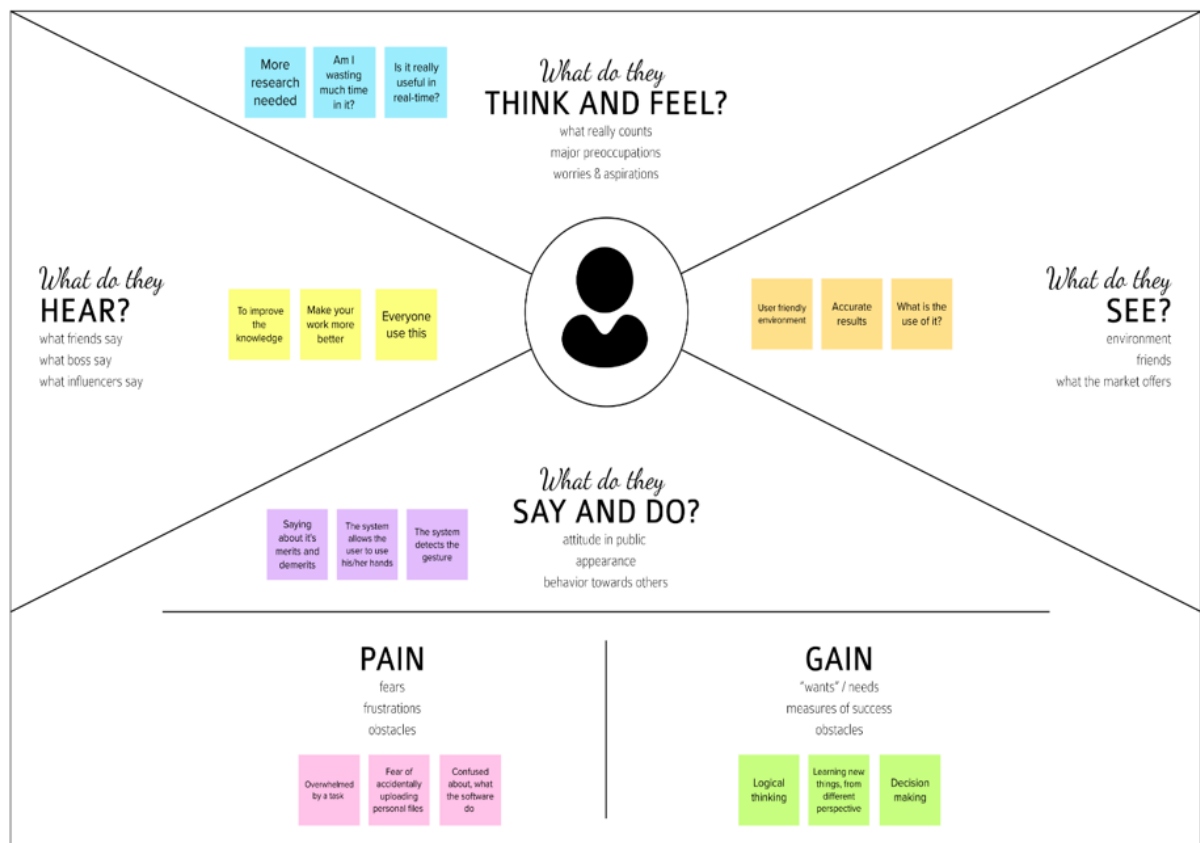 What do they
THINK AND FEEL?
what really counts
major preoccupations
worries & aspirations
More
research
needed
Am I
wasting
much time
in it?
Is it really
useful in
real-time?
What do they
HEAR?
what friends say
what boss say
what influencers say
To improve
the
knowledge
Make your
work more
better
Everyone
use this
User friendly
environment
Accurate
results
What is the
use of it?
What do they
SEE?
environment
friends
what the market offers
What do they
SAY AND DO?
attitude in public
appearance
behavior towards others
Saying
about it's
merits and
demerits
The system
allows the
user to use
his/her hands
The system
detects the
gesture
PAIN
fears
frustrations
obstacles
Overwhelmed
by a task
Fear of
accidentally
uploading
personal files
Confused
about, what
the software
do
GAIN
"wants" / needs
measures of success
obstacles
Logical
thinking
Learning new
things, from
different
perspective
Decision
making